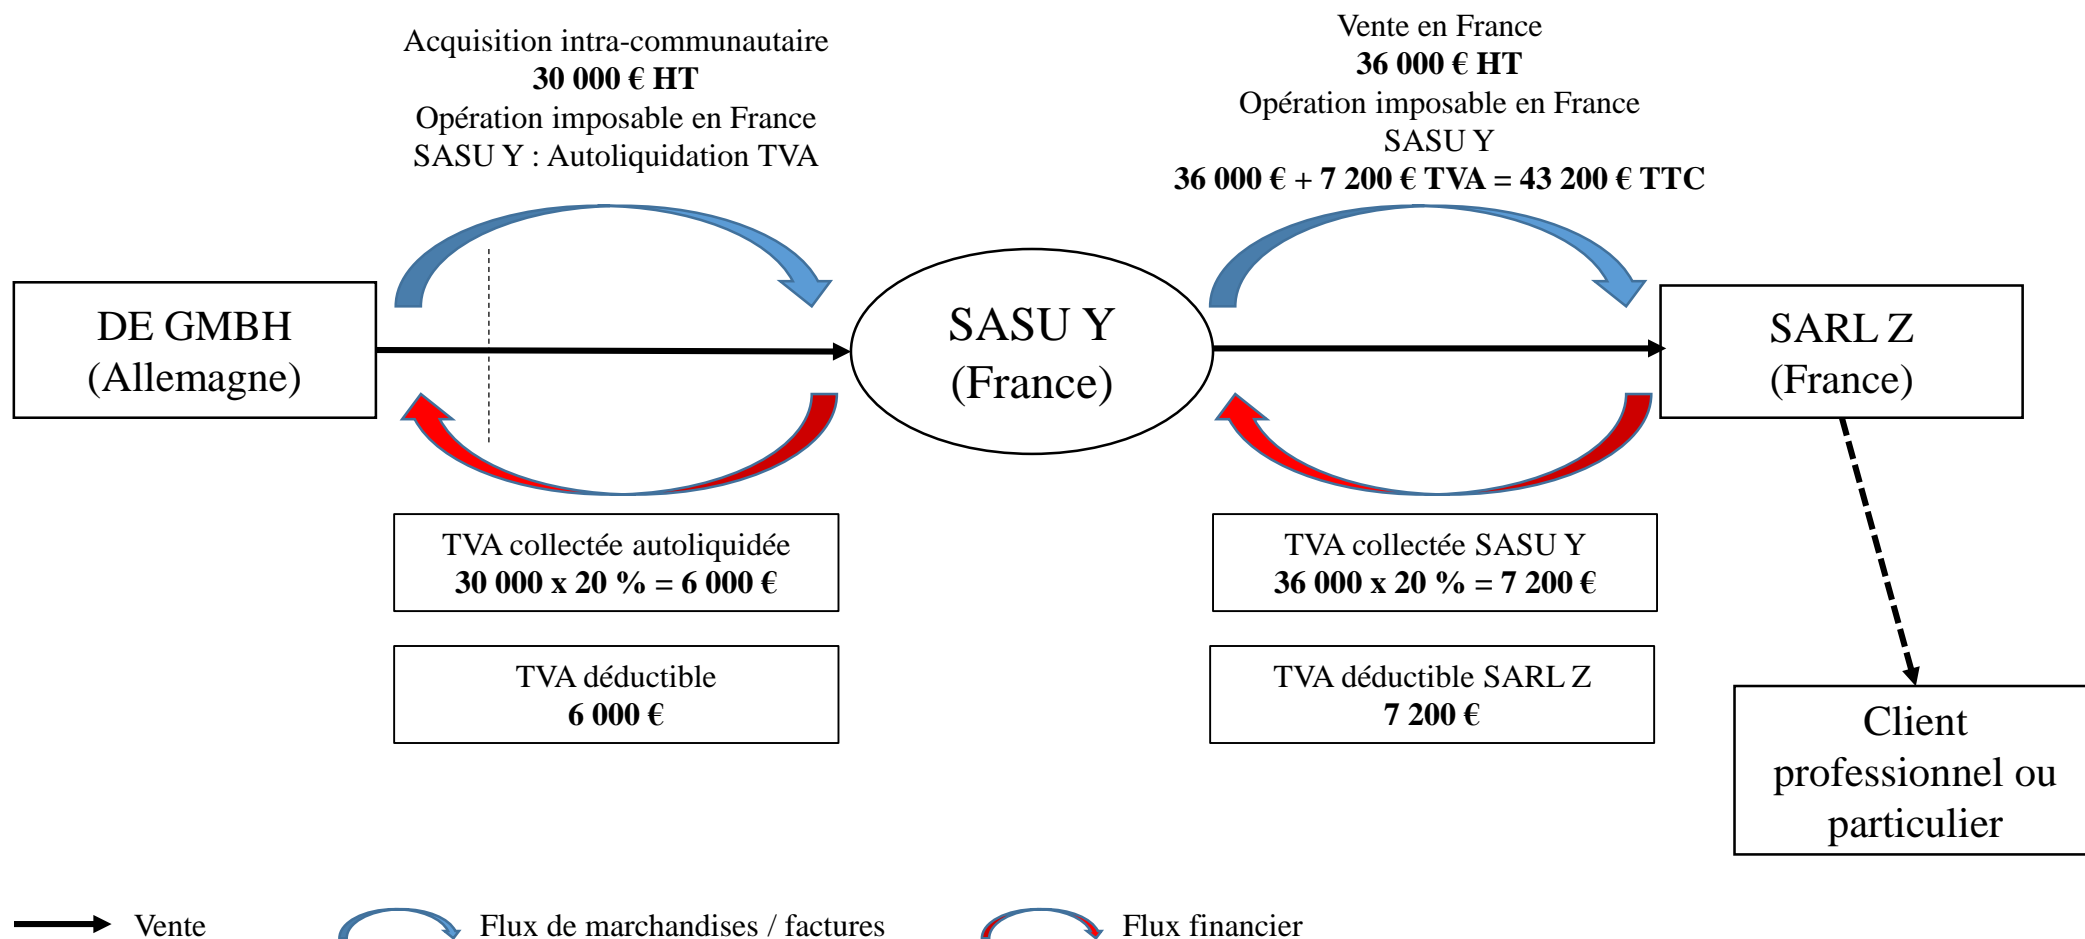 Acquisition intra-communautaire
30 000 € HT
Opération imposable en France
SASU Y : Autoliquidation TVA
Vente en France
36 000 € HT
Opération imposable en France
SASU Y
36 000 € + 7 200 € TVA = 43 200 € TTC
DE GMBH
(Allemagne)
SASU Y
(France)
SARL Z
(France)
TVA collectée autoliquidée
30 000 x 20 % = 6 000 €
TVA déductible
6 000 €
TVA collectée SASU Y
36 000 x 20 % = 7 200 €
TVA déductible SARL Z
7 200 €
Client
professionnel ou
particulier
Vente
Flux de marchandises / factures
Flux financier